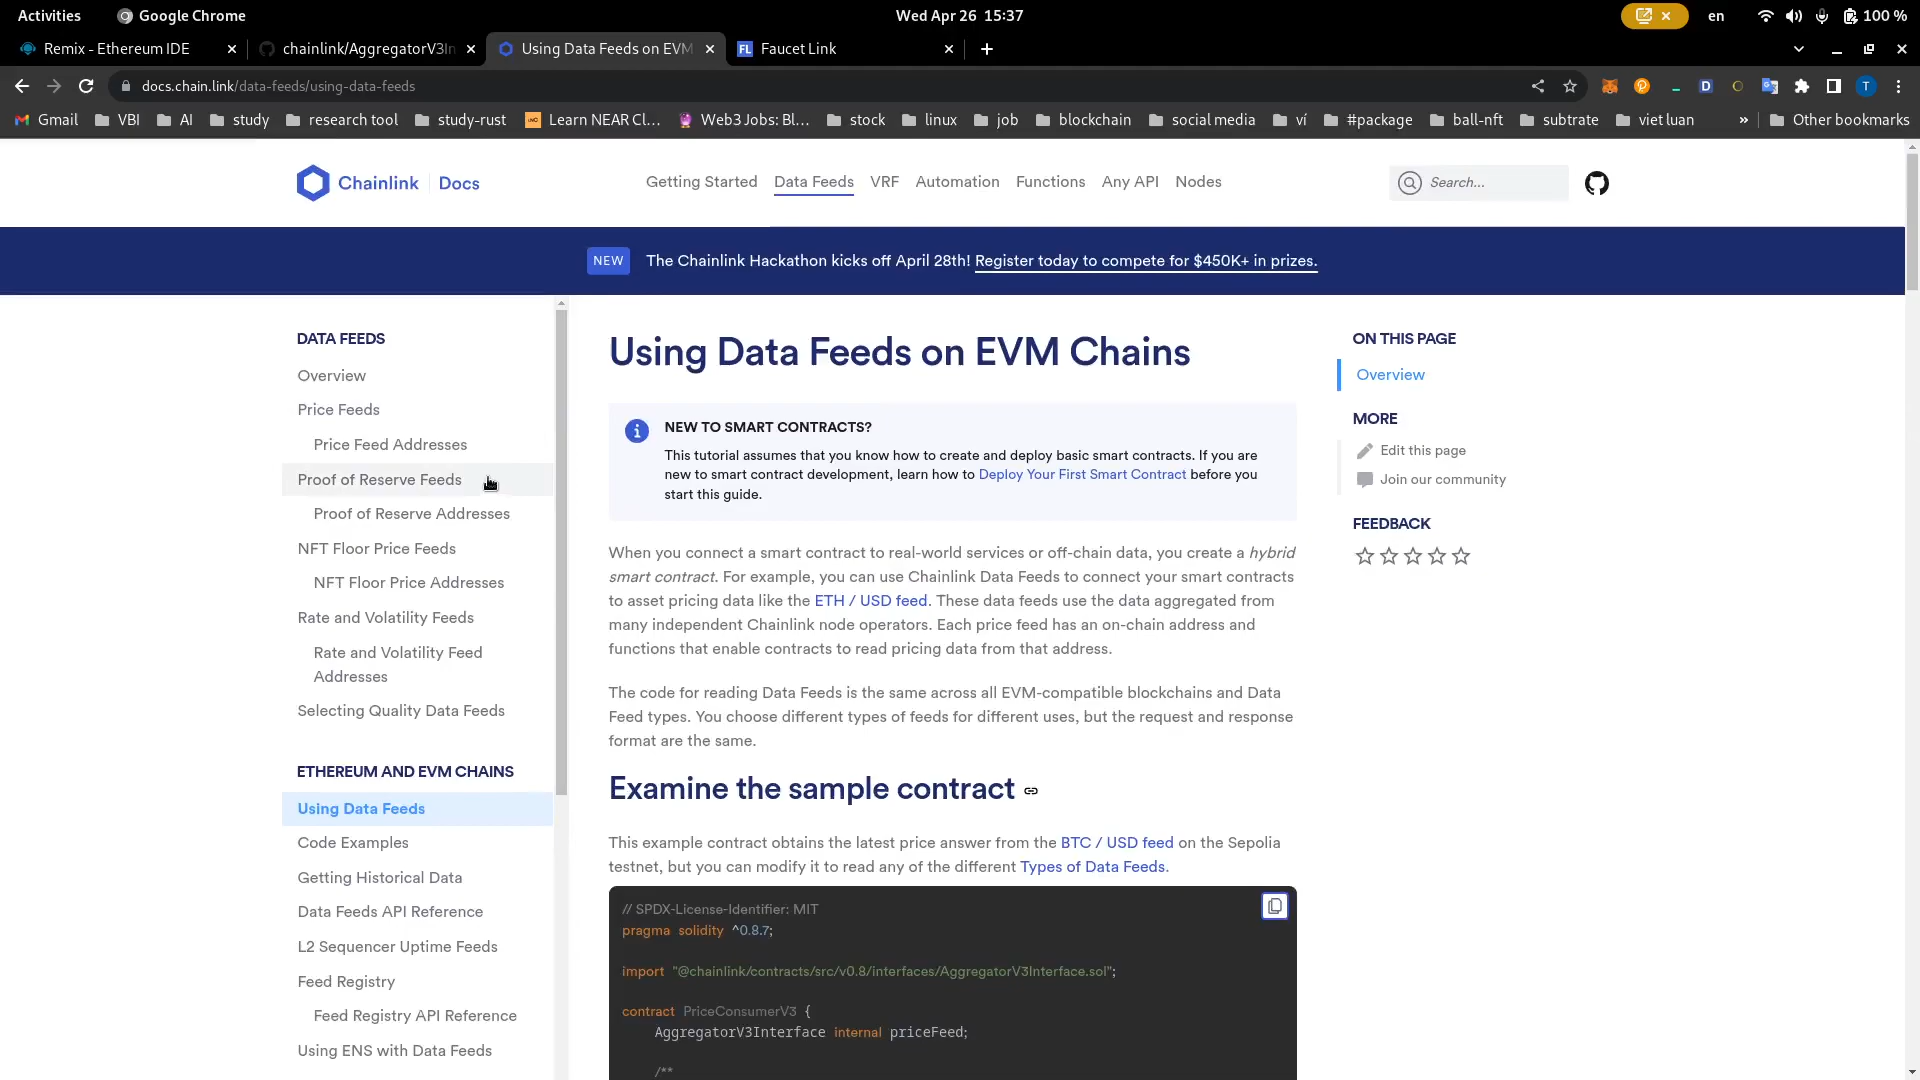 Activities
Google Chrome
Wed Apr 26 15:37
en
100 %
Remix - Ethereum IDE
chainlink/AggregatorV3In
Using Data Feeds on EVM
FL Faucet Link
docs.chain.link/data-feeds/using-data-feeds
Gmail
VBI
AI
study
research tool
study-rust
Learn NEAR Cl...
Web3 Jobs: Bl...
stock
linux
job
blockchain
social media
ví
#package
ball-nft
subtrate
viet luan
»
Other bookmarks
Chainlink Docs
Getting Started
Data Feeds
VRF
Automation
Functions
Any API
Nodes
Search...
NEW The Chainlink Hackathon kicks off April 28th! Register today to compete for $450K+ in prizes.
DATA FEEDS
Overview
Price Feeds
Price Feed Addresses
Proof of Reserve Feeds
Proof of Reserve Addresses
NFT Floor Price Feeds
NFT Floor Price Addresses
Rate and Volatility Feeds
Rate and Volatility Feed
Addresses
Selecting Quality Data Feeds
ETHEREUM AND EVM CHAINS
Using Data Feeds
Code Examples
Getting Historical Data
Data Feeds API Reference
L2 Sequencer Uptime Feeds
Feed Registry
Feed Registry API Reference
Using ENS with Data Feeds
Using Data Feeds on EVM Chains
NEW TO SMART CONTRACTS?
This tutorial assumes that you know how to create and deploy basic smart contracts. If you are
new to smart contract development, learn how to Deploy Your First Smart Contract before you
start this guide.
When you connect a smart contract to real-world services or off-chain data, you create a hybrid
smart contract. For example, you can use Chainlink Data Feeds to connect your smart contracts
to asset pricing data like the ETH / USD feed. These data feeds use the data aggregated from
many independent Chainlink node operators. Each price feed has an on-chain address and
functions that enable contracts to read pricing data from that address.
The code for reading Data Feeds is the same across all EVM-compatible blockchains and Data
Feed types. You choose different types of feeds for different uses, but the request and response
format are the same.
Examine the sample contract
This example contract obtains the latest price answer from the BTC / USD feed on the Sepolia
testnet, but you can modify it to read any of the different Types of Data Feeds.
// SPDX-License-Identifier: MIT
pragma solidity ^0.8.7;
import "@chainlink/contracts/src/v0.8/interfaces/AggregatorV3Interface.sol";
contract PriceConsumerV3 {
AggregatorV3Interface internal priceFeed;
/**
ON THIS PAGE
Overview
MORE
Edit this page
Join our community
FEEDBACK